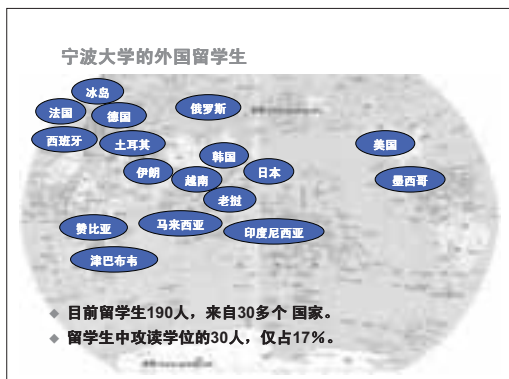 宁波大学的外国留学生
冰岛
法国
德国
俄罗斯
西班牙
土耳其
韩国
美国
伊朗
越南
日本
墨西哥
老挝
赞比亚
马来西亚
印度尼西亚
津巴布韦
◆ 目前留学生190人，来自30多个 国家。
◆ 留学生中攻读学位的30人，仅占17%。